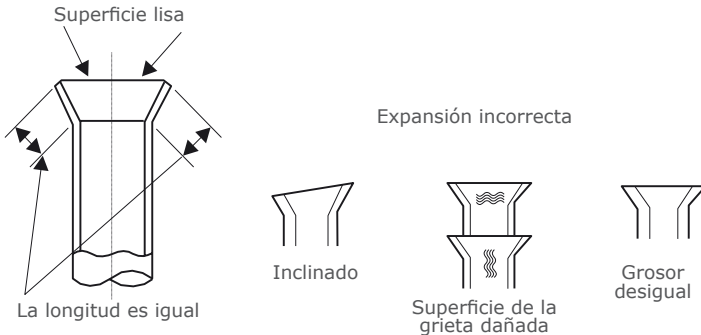 Superficie lisa
Expansión incorrecta
Inclinado
Superficie de la
grieta dañada
Grosor
desigual
La longitud es igual